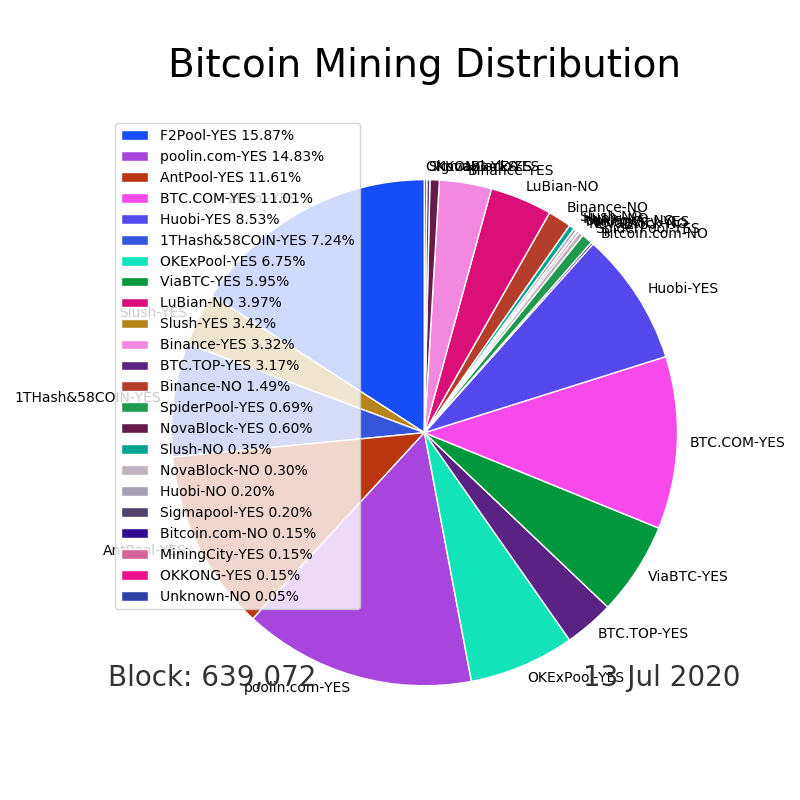 Bitcoin Mining Distribution
F2Pool-YES 15.87%
poolin.com-YES 14.83%
AntPool-YES 11.61%
BTC.COM-YES 11.01%
Huobi-YES 8.53%
1THash&58COIN-YES 7.24%
OKExPool-YES 6.75%
ViaBTC-YES 5.95%
LuBian-NO 3.97%
Slush-YES 3.42%
Binance-YES 3.32%
BTC.TOP-YES 3.17%
Binance-NO 1.49%
SpiderPool-YES 0.69%
NovaBlock-YES 0.60%
Slush-NO 0.35%
NovaBlock-NO 0.30%
Huobi-NO 0.20%
Sigmapool-YES 0.20%
Bitcoin.com-NO 0.15%
MiningCity-YES 0.15%
OKKONG-YES 0.15%
Unknown-NO 0.05%
Binance-YES
LuBian-NO
Binance-NO
Slush-NO
SpiderPool-YES
Bitcoin.com-NO
Huobi-YES
BTC.COM-YES
ViaBTC-YES
BTC.TOP-YES
OKExPool-YES
poolin.com-YES
AntPool-YES
1THash&58COIN-YES
Slush-YES
Block: 639,072
13 Jul 2020